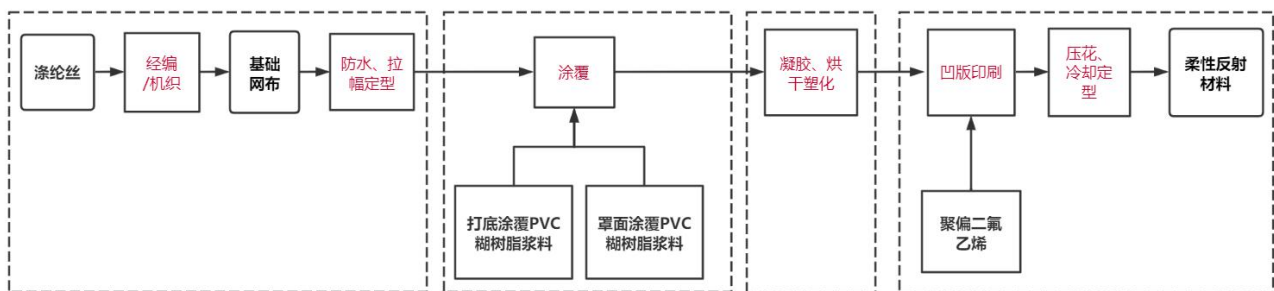 涤纶丝
经编
/机织
基础
网布
防水、拉
幅定型
涂覆
凝胶、烘
干塑化
凹版印刷
压花、
冷却定
型
柔性反射
材料
打底涂覆PVC
糊树脂浆料
罩面涂覆PVC
糊树脂浆料
聚偏二氟
乙烯